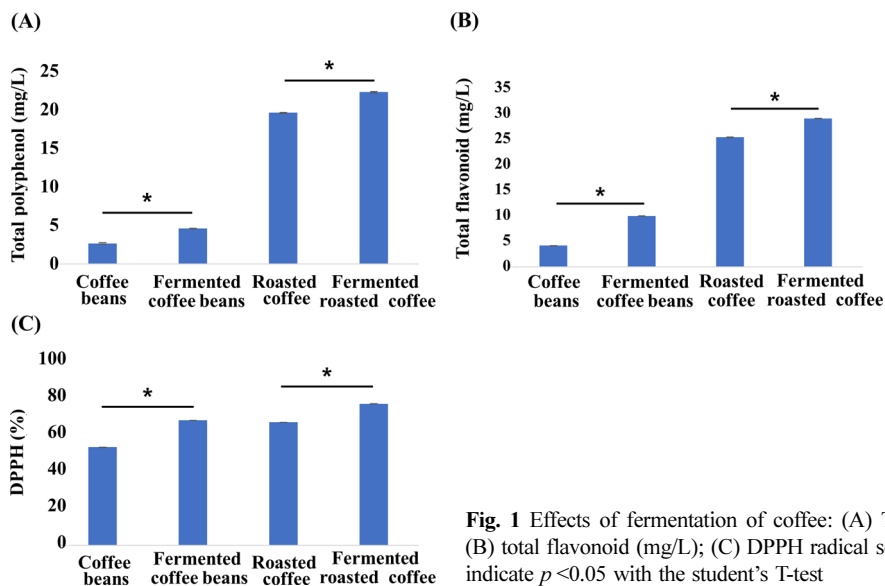 (A)
Total polyphenol (mg/L)
25
20
15
10
5
0
*
*
Coffee beans
Fermented coffee beans
Roasted coffee
Fermented roasted coffee
(B)
Total flavonoid (mg/L)
35
30
25
20
15
10
5
0
*
*
Coffee beans
Fermented coffee beans
Roasted coffee
Fermented roasted coffee
(C)
DPPH (%)
100
80
60
40
20
0
*
*
Coffee beans
Fermented coffee beans
Roasted coffee
Fermented roasted coffee
Fig. 1 Effects of fermentation of coffee: (A)
(B) total flavonoid (mg/L); (C) DPPH radical
indicate p <0.05 with the student's T-test